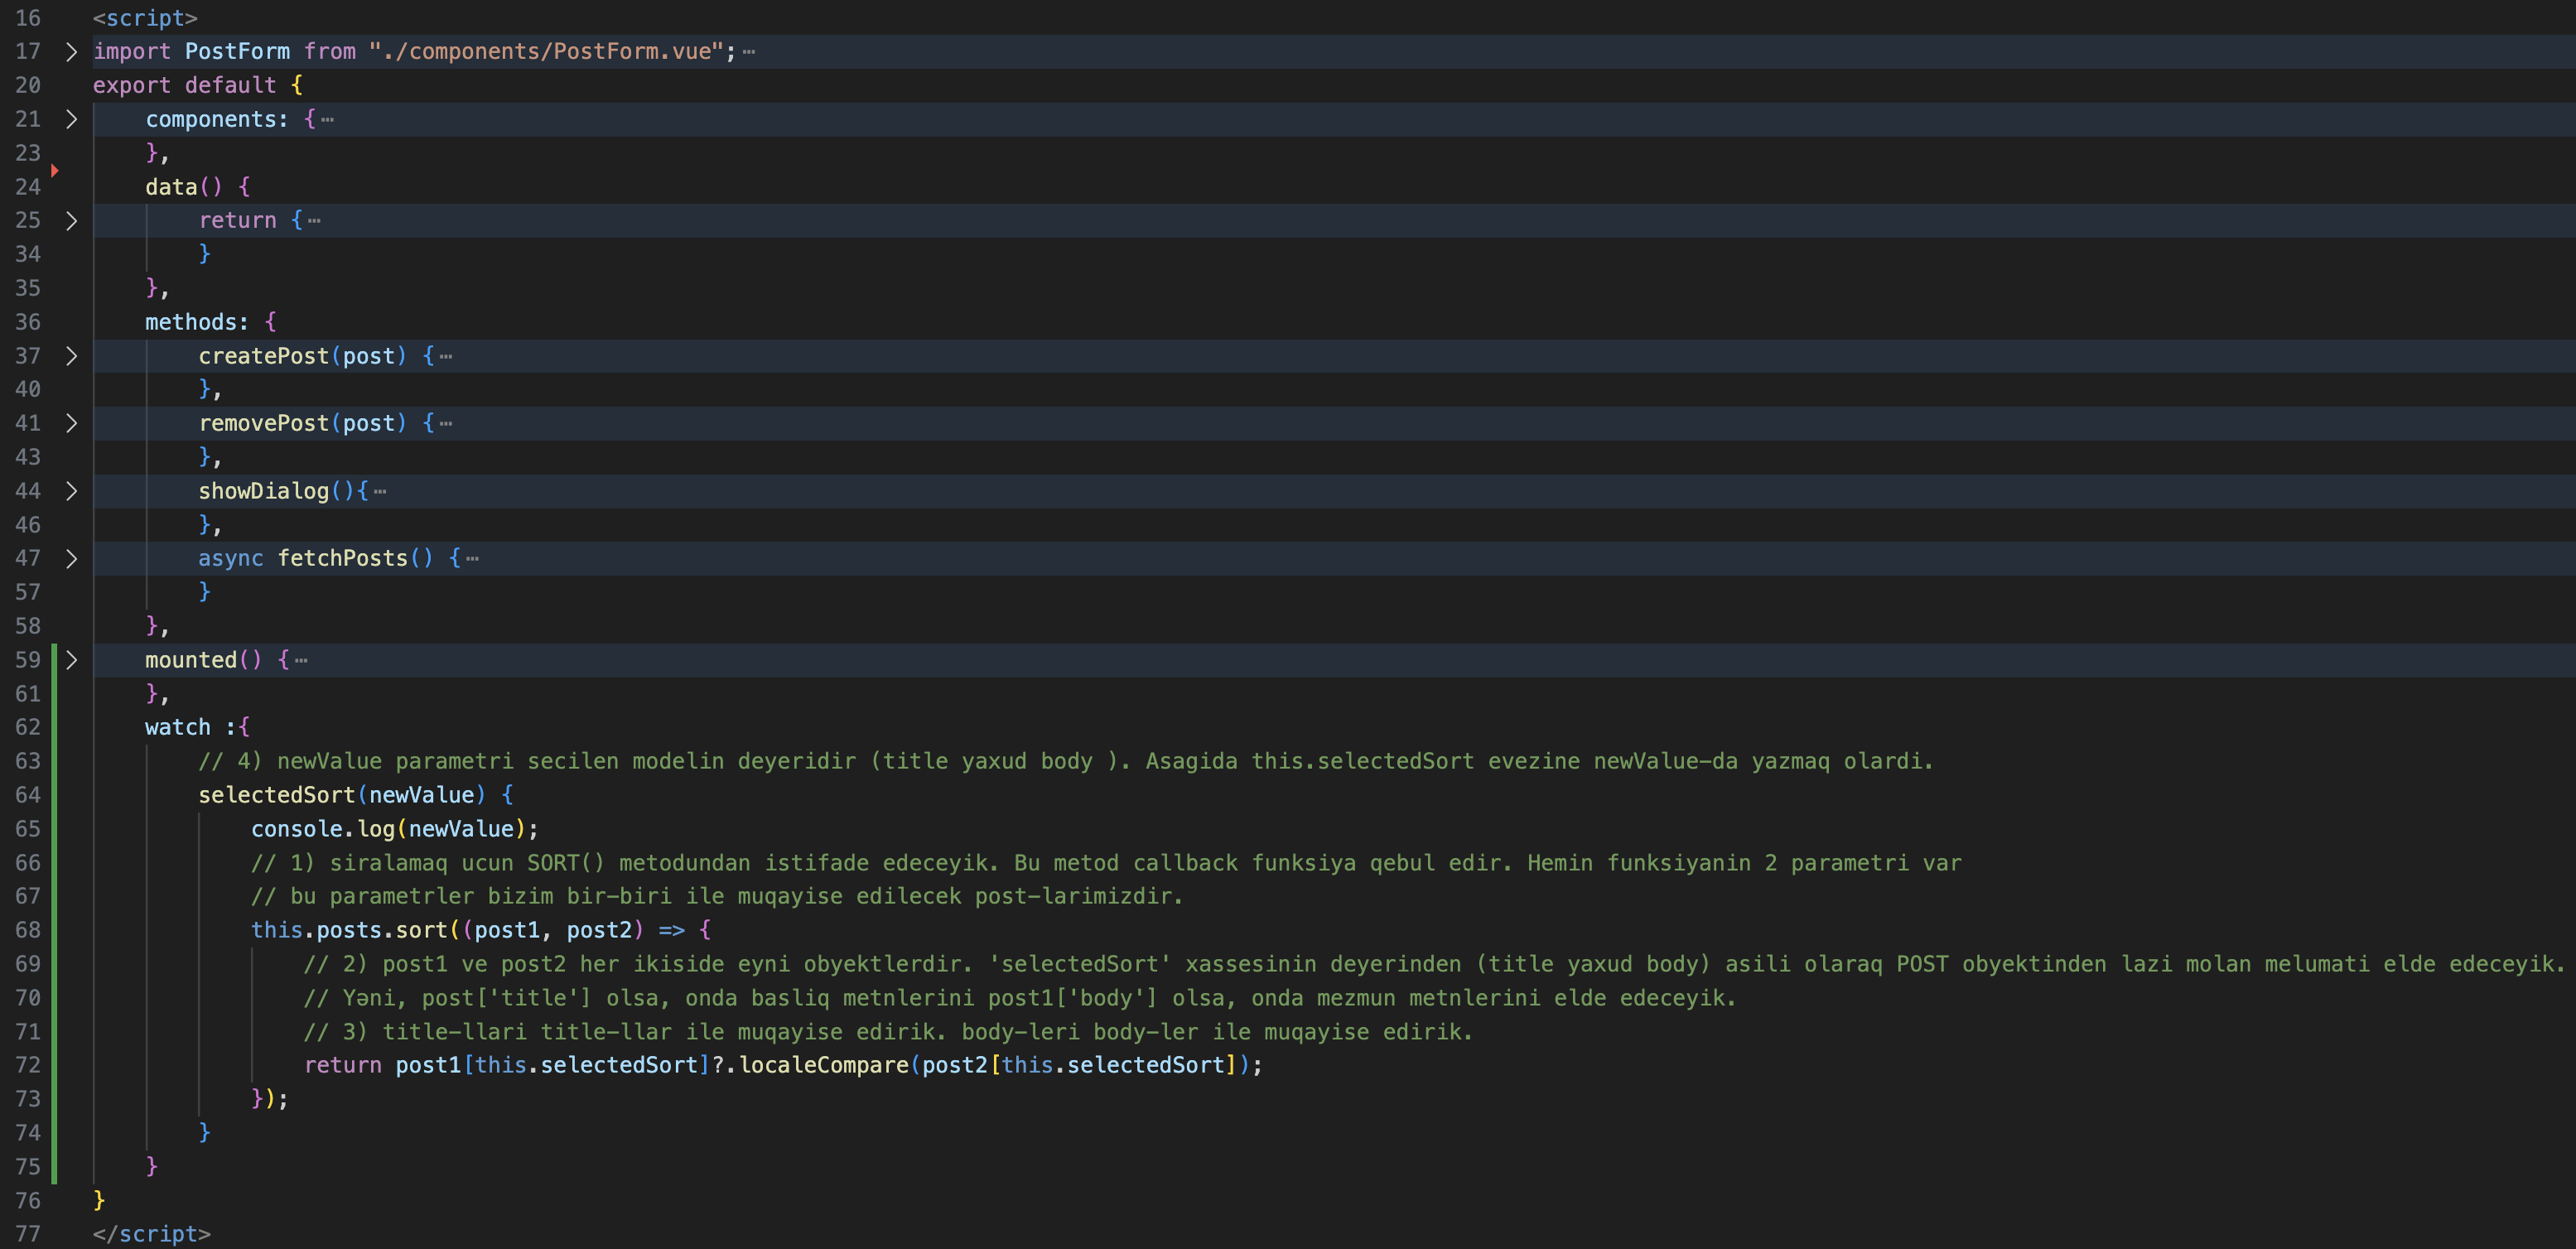 16 <script>
17 import PostForm from "./components/PostForm.vue";…
20 export default {
21 components: {…
23 },
24 data() {
25 return {…
34 }
35 },
36 methods: {
37 createPost(post) {…
40 },
41 removePost(post) {…
43 },
44 showDialog(){…
46 },
47 async fetchPosts() {…
57 }
58 },
59 mounted() {…
61 },
62 watch :{
63 // 4) newValue parametri secilen modelin deyeridir (title yaxud body ). Asagida this.selectedSort evezine newValue-da yazmaq olardi.
64 selectedSort(newValue) {
65 console.log(newValue);
66 // 1) siralamaq ucun SORT() metodundan istifade edeceyik. Bu metod callback funksiya qebul edir. Hemin funksiyanin 2 parametri var
67 // bu parametrler bizim bir-biri ile muqayise edilecek post-larimizdir.
68 this.posts.sort((post1, post2) => {
69 // 2) post1 ve post2 her ikiside eyni obyektlerdir. 'selectedSort' xassesinin deyerinden (title yaxud body) asili olaraq POST obyektinden lazi molan melumati elde edeceyik.
70 // Yəni, post['title'] olsa, onda basliq metnlerini post1['body'] olsa, onda mezmun metnlerini elde edeceyik.
71 // 3) title-llari title-llar ile muqayise edirik. body-leri body-ler ile muqayise edirik.
72 return post1[this.selectedSort]?.localeCompare(post2[this.selectedSort]);
73 });
74 }
75 }
76 }
77 </script>